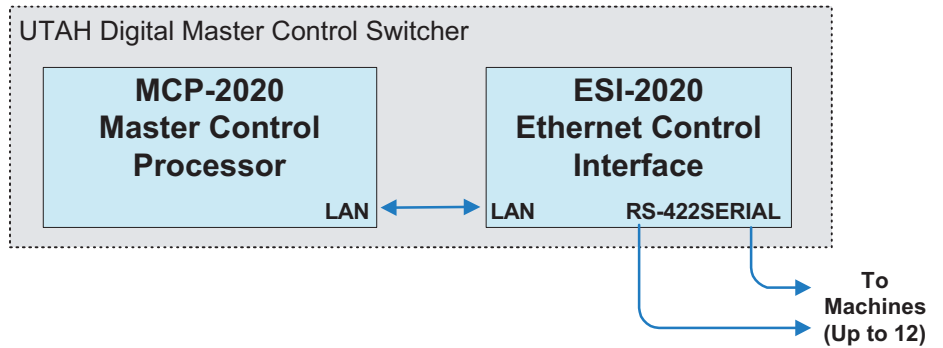 UTAH Digital Master Control Switcher
MCP-2020
Master Control
Processor
LAN
ESI-2020
Ethernet Control
Interface
LAN RS-422SERIAL
To
Machines
(Up to 12)